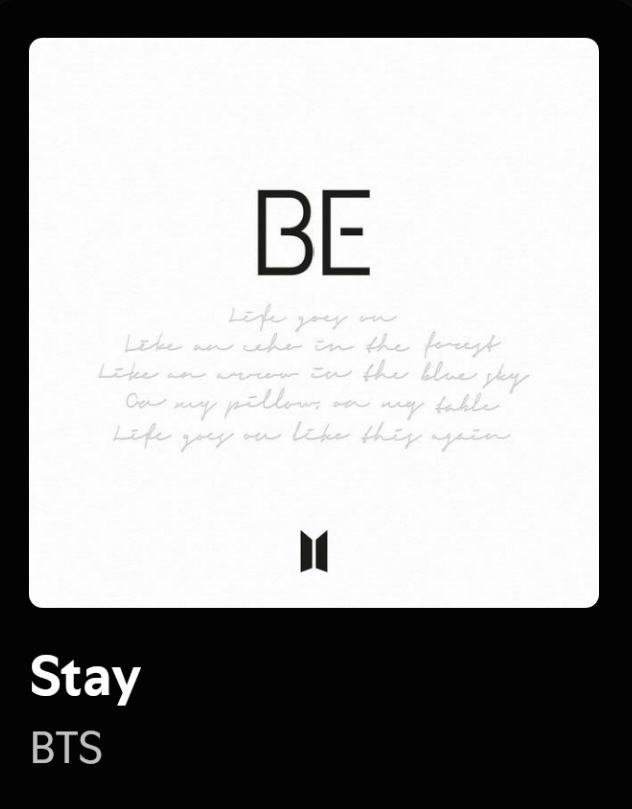 BE
Life goes on
Like an echo in the forest
Like an arrow in the blue sky
On my pillow, on my table
Life goes on like this again
Stay
BTS